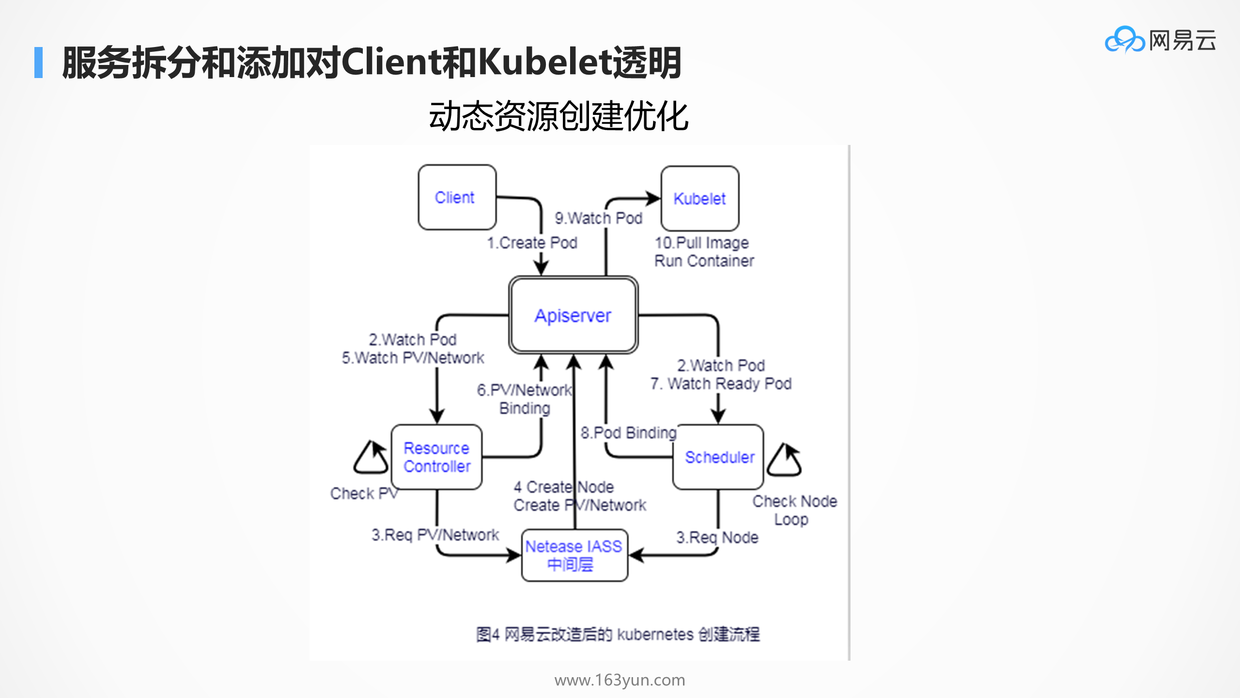 服务拆分和添加对Client和Kubelet透明
网易云
动态资源创建优化
Client
Kubelet
9.Watch Pod
1.Create Pod
10.Pull Image
Run Container
Apiserver
2.Watch Pod
5.Watch PV/Network
2.Watch Pod
7. Watch Ready Pod
6.PV/Network
Binding
8.Pod Binding
Resource
Controller
Scheduler
Check PV
4 Create Node
Create PV/Network
Check Node
Loop
3.Req PV/Network
3.Req Node
Netease IASS
中间层
图4 网易云改造后的 kubernetes 创建流程
www.163yun.com